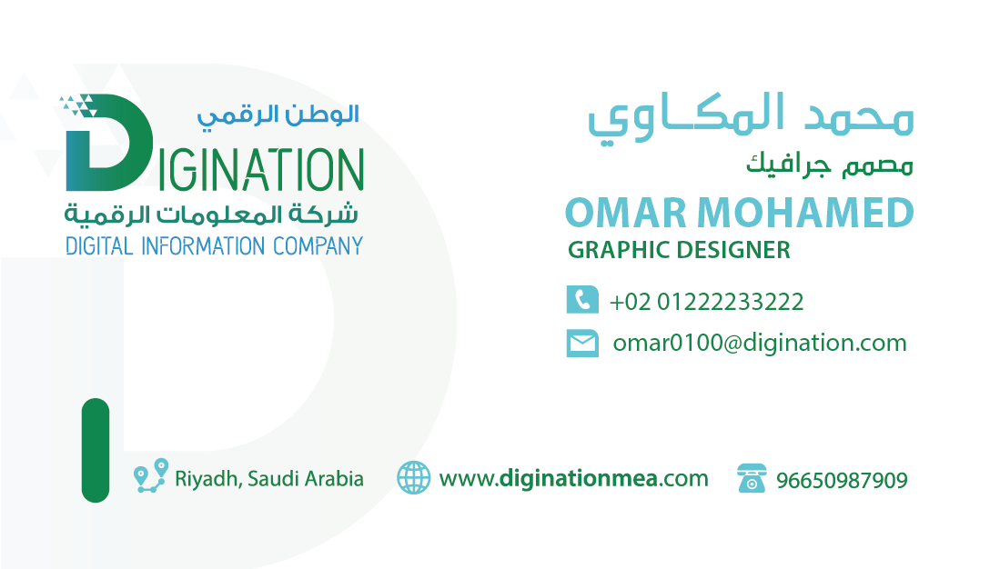 الوطن الرقمي
DIGINATION
شركة المعلومات الرقمية
DIGITAL INFORMATION COMPANY
محمد المكاوي
مصمم جرافيك
OMAR MOHAMED
GRAPHIC DESIGNER
+02 01222233222
omar0100@digination.com
Riyadh, Saudi Arabia
www.diginationmea.com
96650987909